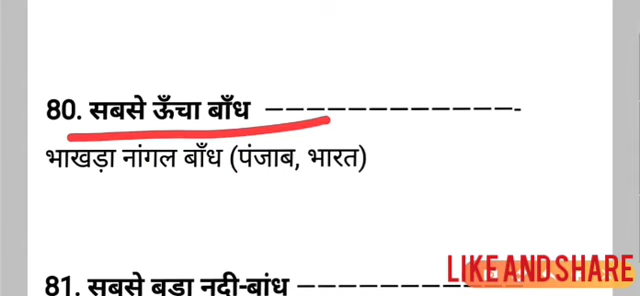 80. सबसे ऊँचा बाँध –––––––––––––-
भाखड़ा नांगल बाँध (पंजाब, भारत)
81. सबसे बड़ा नदी-बांध ––––––––––
LIKE AND SHARE